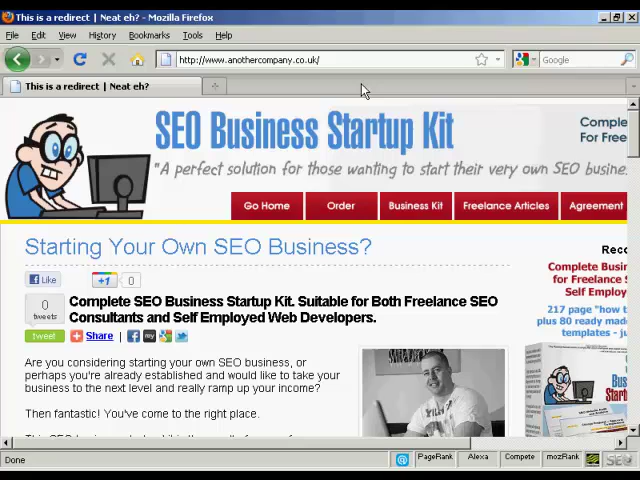 This is a redirect | Neat eh? - Mozilla Firefox
File Edit View History Bookmarks Tools Help
http://www.anothercompany.co.uk/
Google
This is a redirect | Neat eh?
SEO Business Startup Kit
Comple
For Free
"A perfect solution for those wanting to start their very own SEO busine
Go Home Order Business Kit Freelance Articles Agreement
Starting Your Own SEO Business?
Like +1 0
0
tweets
tweet
Share
Complete SEO Business Startup Kit. Suitable for Both Freelance SEO
Consultants and Self Employed Web Developers.
Are you considering starting your own SEO business, or
perhaps you're already established and would like to take your
business to the next level and really ramp up your income?
Then fantastic! You've come to the right place.
Reco
Complete Busin
for Freelance S
Self Employ
217 page "how t
plus 80 ready made
templates - ju
Done
PageRank Alexa Compete mozRank SEO